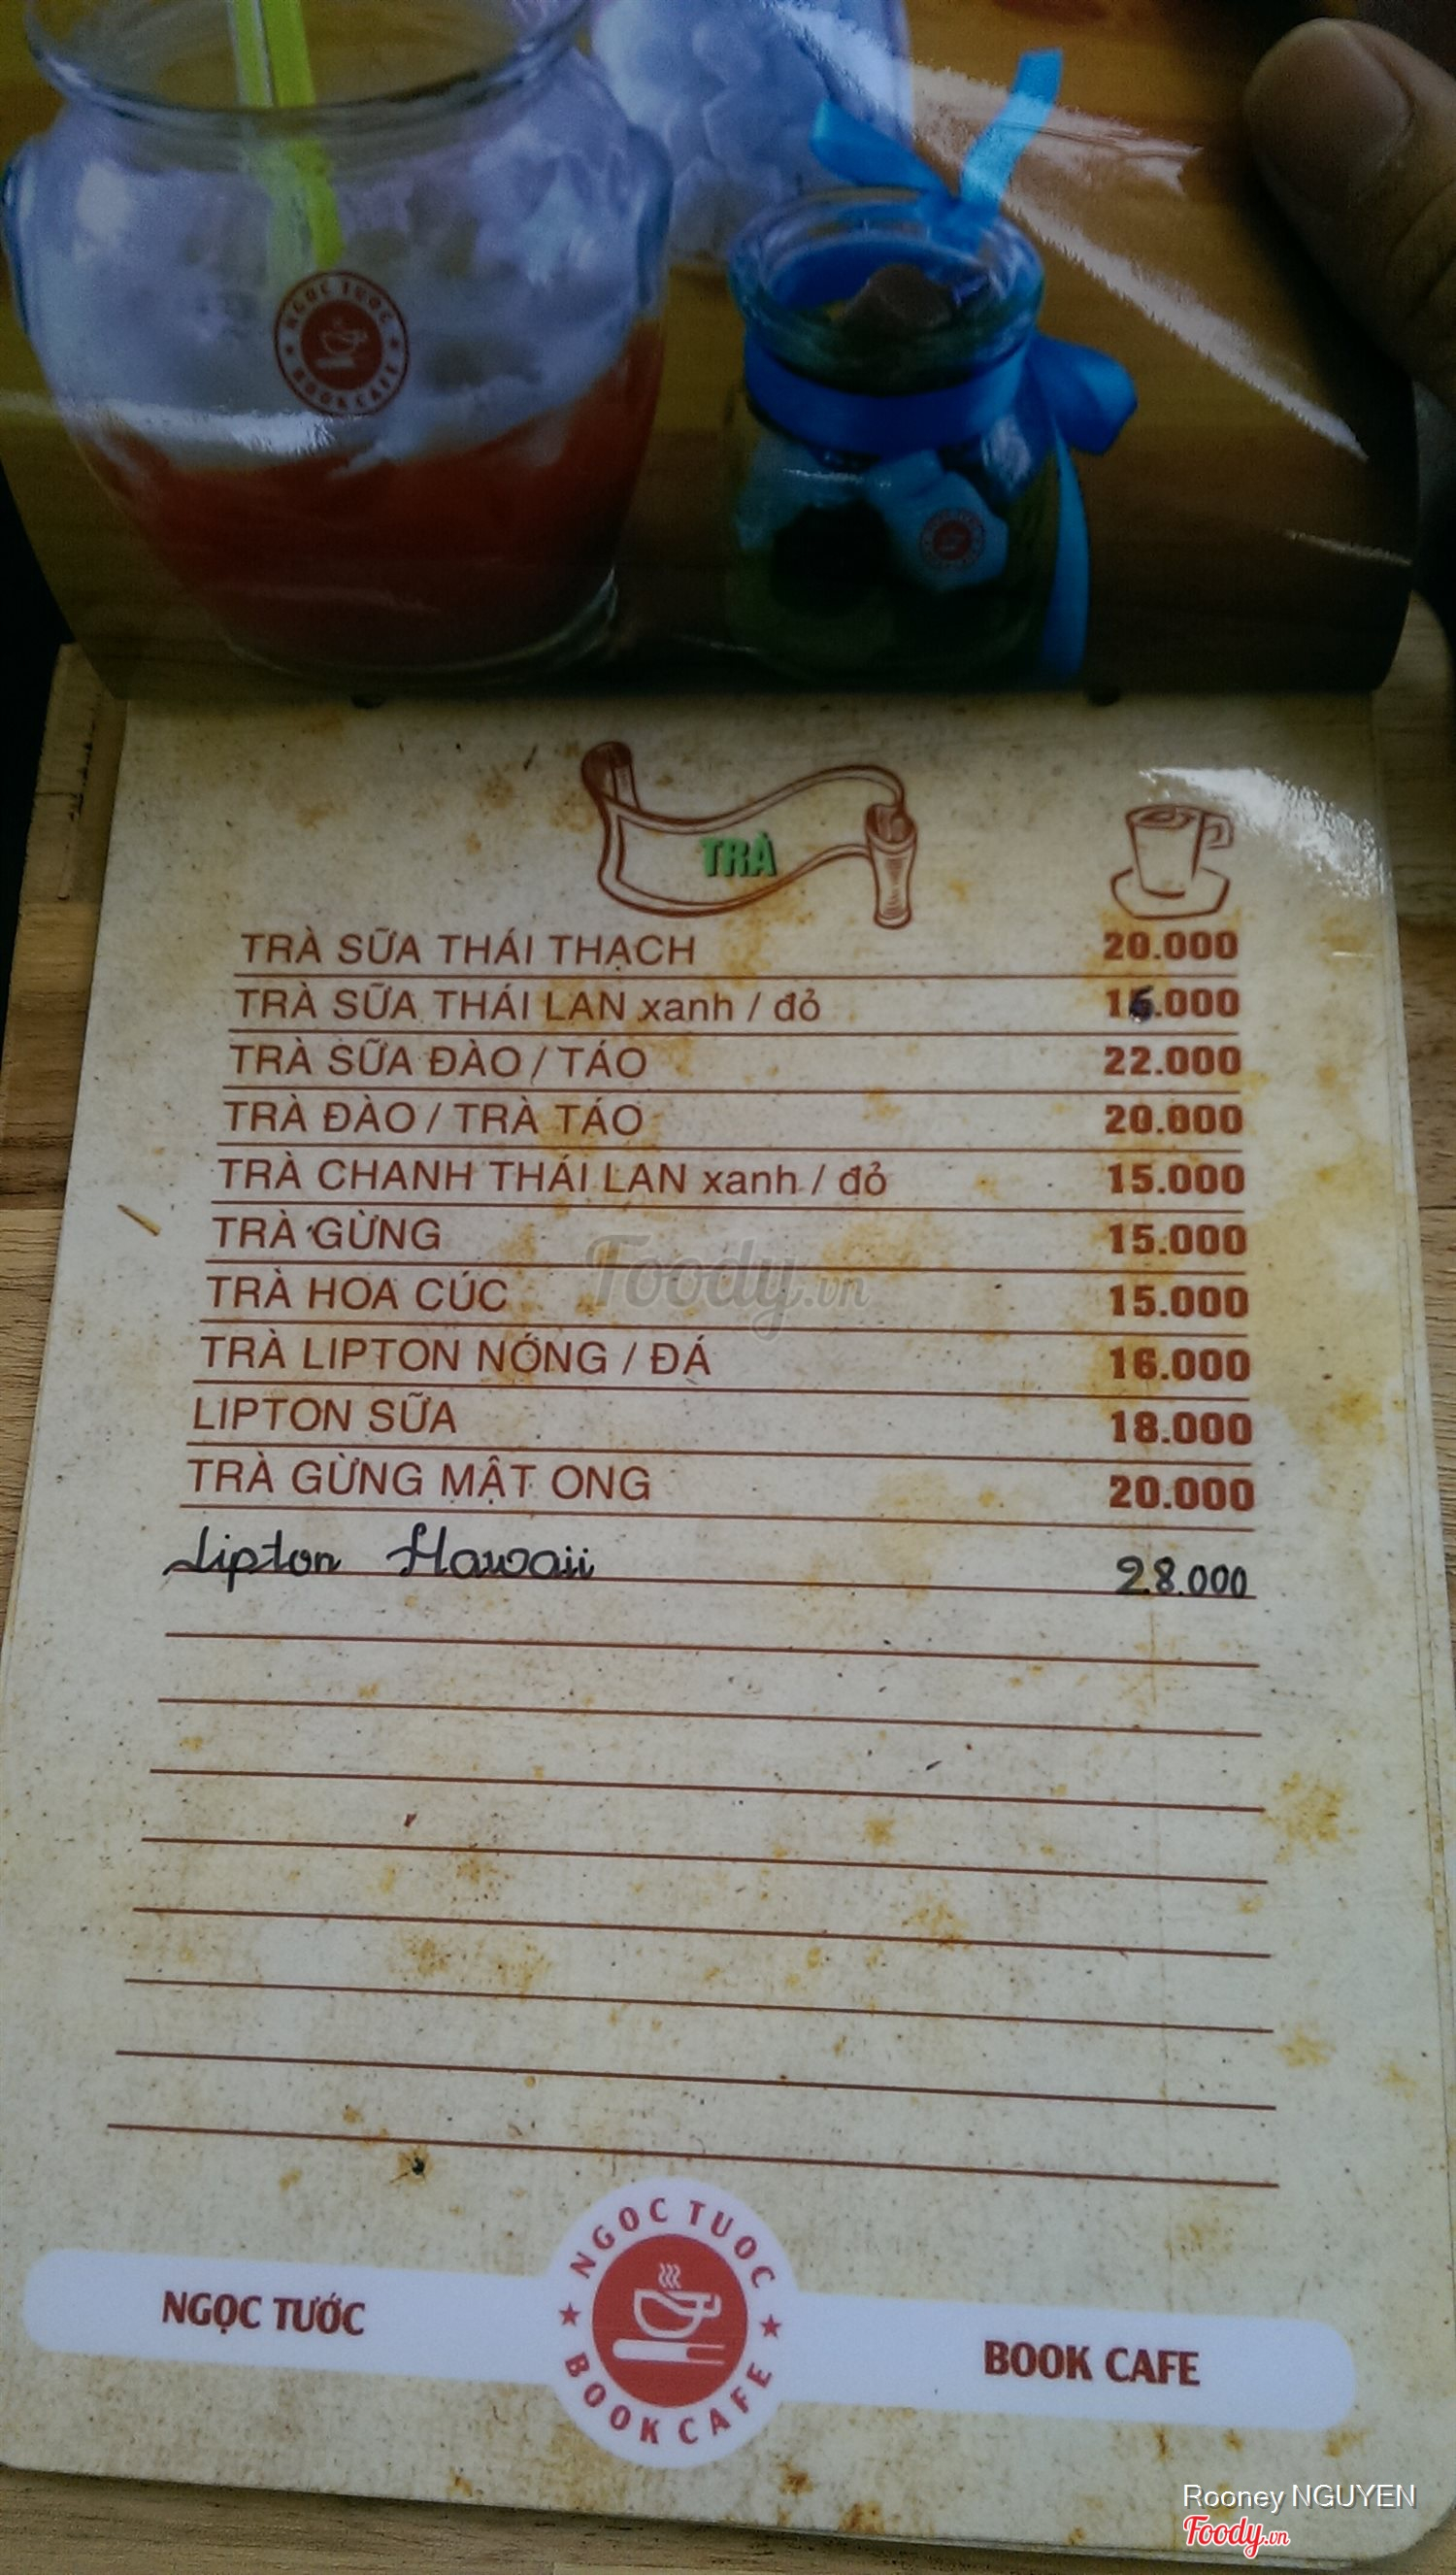 NGOC TUOC
BOOK CAFE
TRÀ
TRÀ SỮA THÁI THẠCH 20.000
TRÀ SỮA THÁI LAN xanh / đỏ
TRÀ SỮA ĐÀO / TÁO 22.000
TRÀ ĐÀO / TRÀ TÁO 20.000
TRÀ CHANH THÁI LAN xanh / đỏ 15.000
TRÀ GỪNG 15.000
TRÀ HOA CÚC 15.000
TRÀ LIPTON NÓNG / ĐÁ 16.000
LIPTON SỮA 18.000
TRÀ GỪNG MẬT ONG 20.000
Lipton Hawaii 28.000
Foody.vn
NGOC TUOC
NGỌC TƯỚC
BOOK CAFE
BOOK CAFE
Rooney NGUYEN
Foody.vn